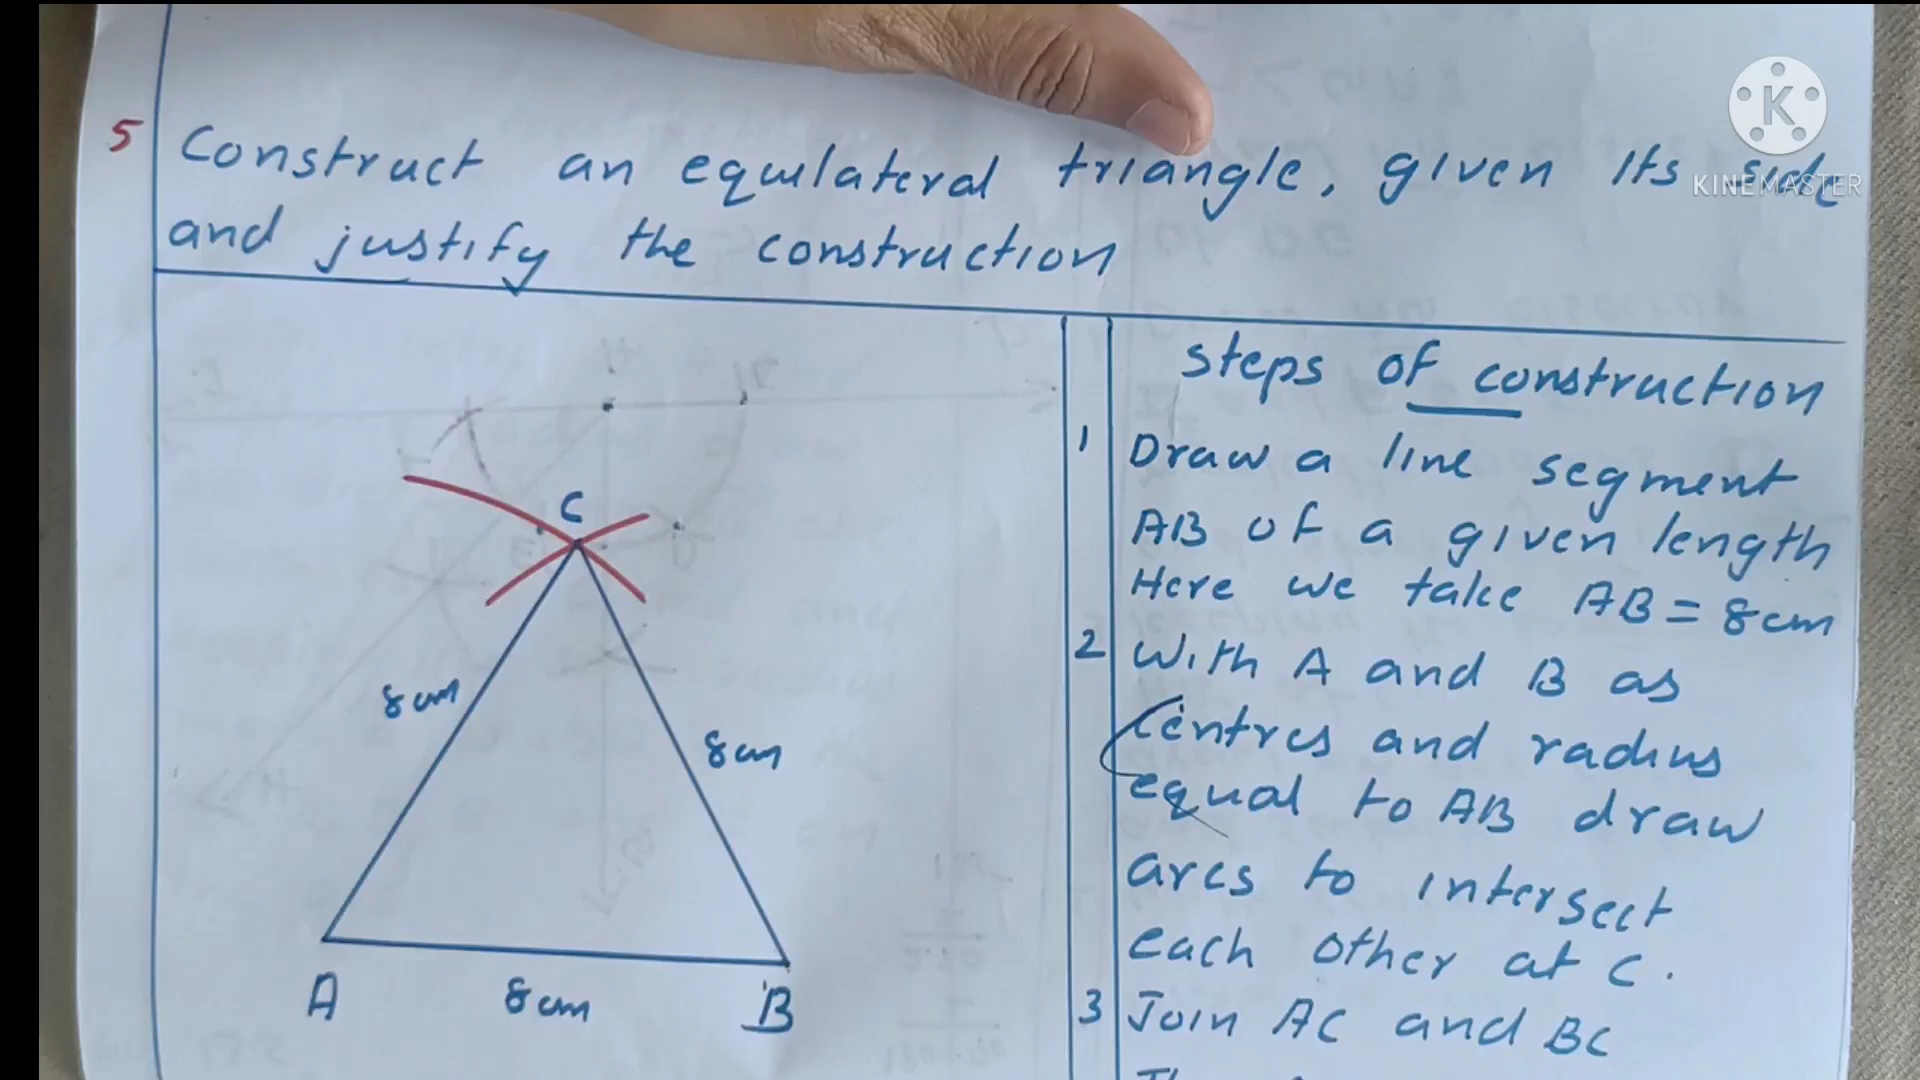 5 Construct an equilateral triangle, given its side
and justify the construction
K
KINEMASTER
Steps of construction
1 Draw a line segment
AB of a given length
Here we take AB = 8cm
2 With A and B as
centres and radius
equal to AB draw
arcs to intersect
each other at C.
3 Join AC and BC
C
8cm
8cm
A
8cm
B